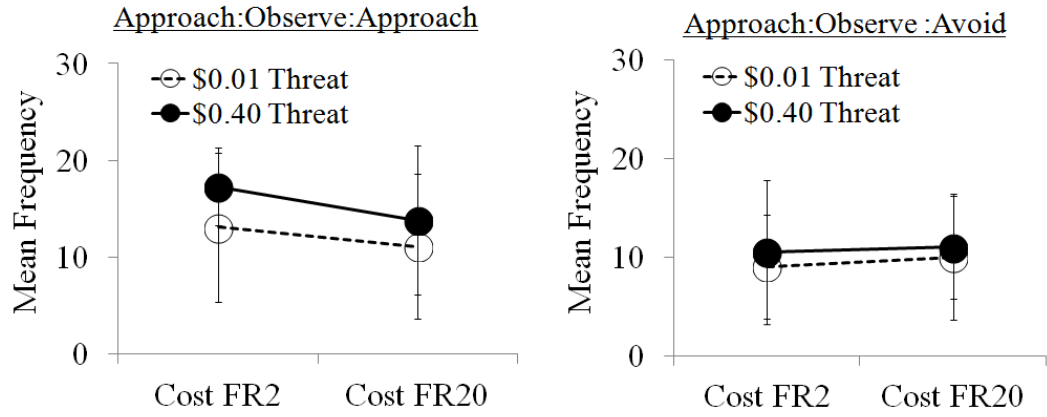 Approach:Observe:Approach
30
20
10
0
Mean Frequency
$0.01 Threat
$0.40 Threat
Cost FR2
Cost FR20
Approach:Observe :Avoid
30
20
10
0
Mean Frequency
$0.01 Threat
$0.40 Threat
Cost FR2
Cost FR20